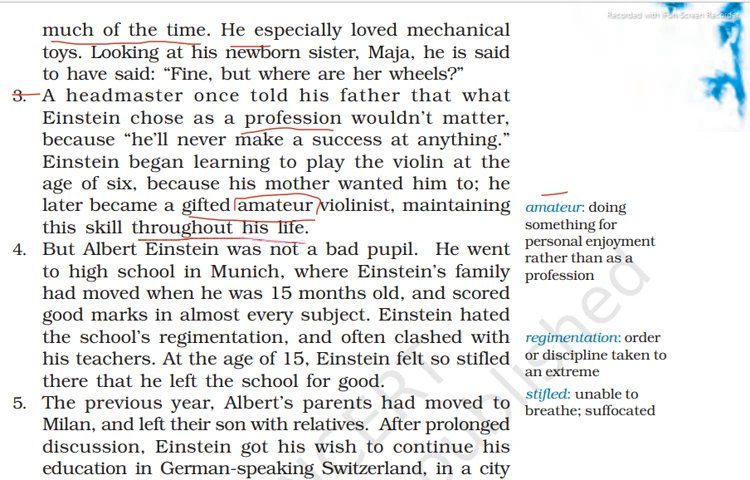 Recorded with iFun Screen Recorder
much of the time. He especially loved mechanical
toys. Looking at his newborn sister, Maja, he is said
to have said: “Fine, but where are her wheels?”
3. A headmaster once told his father that what
Einstein chose as a profession wouldn’t matter,
because “he’ll never make a success at anything.”
Einstein began learning to play the violin at the
age of six, because his mother wanted him to; he
later became a gifted amateur violinist, maintaining
this skill throughout his life.
4. But Albert Einstein was not a bad pupil. He went
to high school in Munich, where Einstein’s family
had moved when he was 15 months old, and scored
good marks in almost every subject. Einstein hated
the school’s regimentation, and often clashed with
his teachers. At the age of 15, Einstein felt so stifled
there that he left the school for good.
5. The previous year, Albert’s parents had moved to
Milan, and left their son with relatives. After prolonged
discussion, Einstein got his wish to continue his
education in German-speaking Switzerland, in a city
amateur: doing
something for
personal enjoyment
rather than as a
profession
regimentation: order
or discipline taken to
an extreme
stifled: unable to
breathe; suffocated
NCERT
published